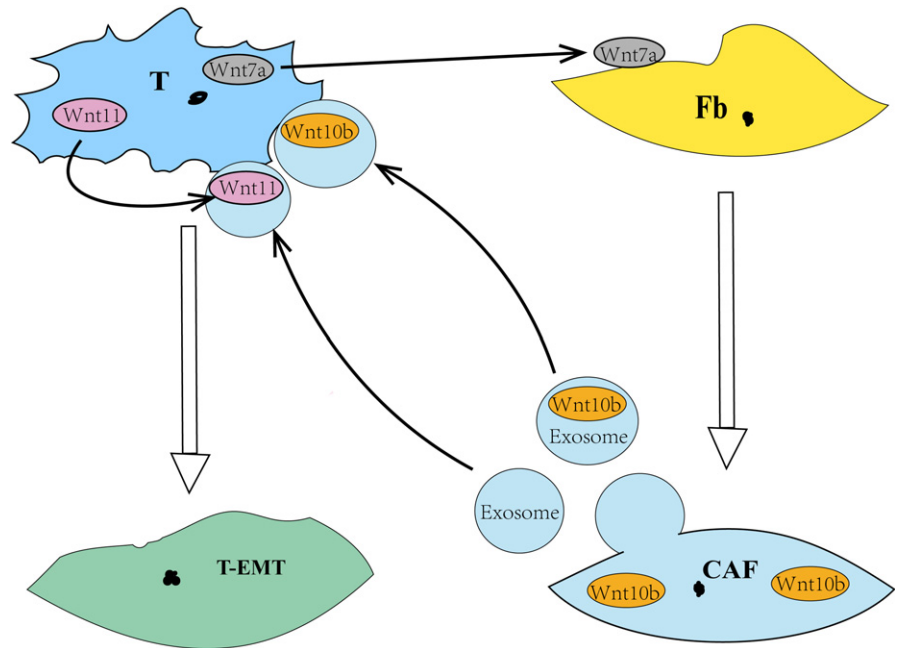 T
Wnt7a
Wnt7a
Wnt11
Fb
Wnt10b
Wnt11
Wnt10b
Exosome
Exosome
T-EMT
CAF
Wnt10b
Wnt10b